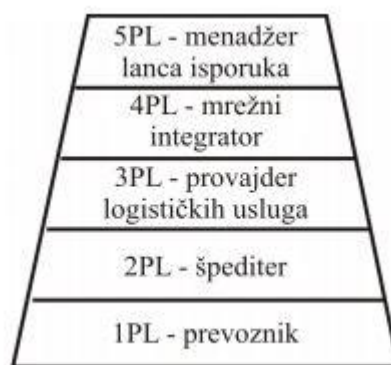 5PL - menadžer
lanca isporuka
4PL - mrežni
integrator
3PL - provajder
logističkih usluga
2PL - špediter
1PL - prevoznik